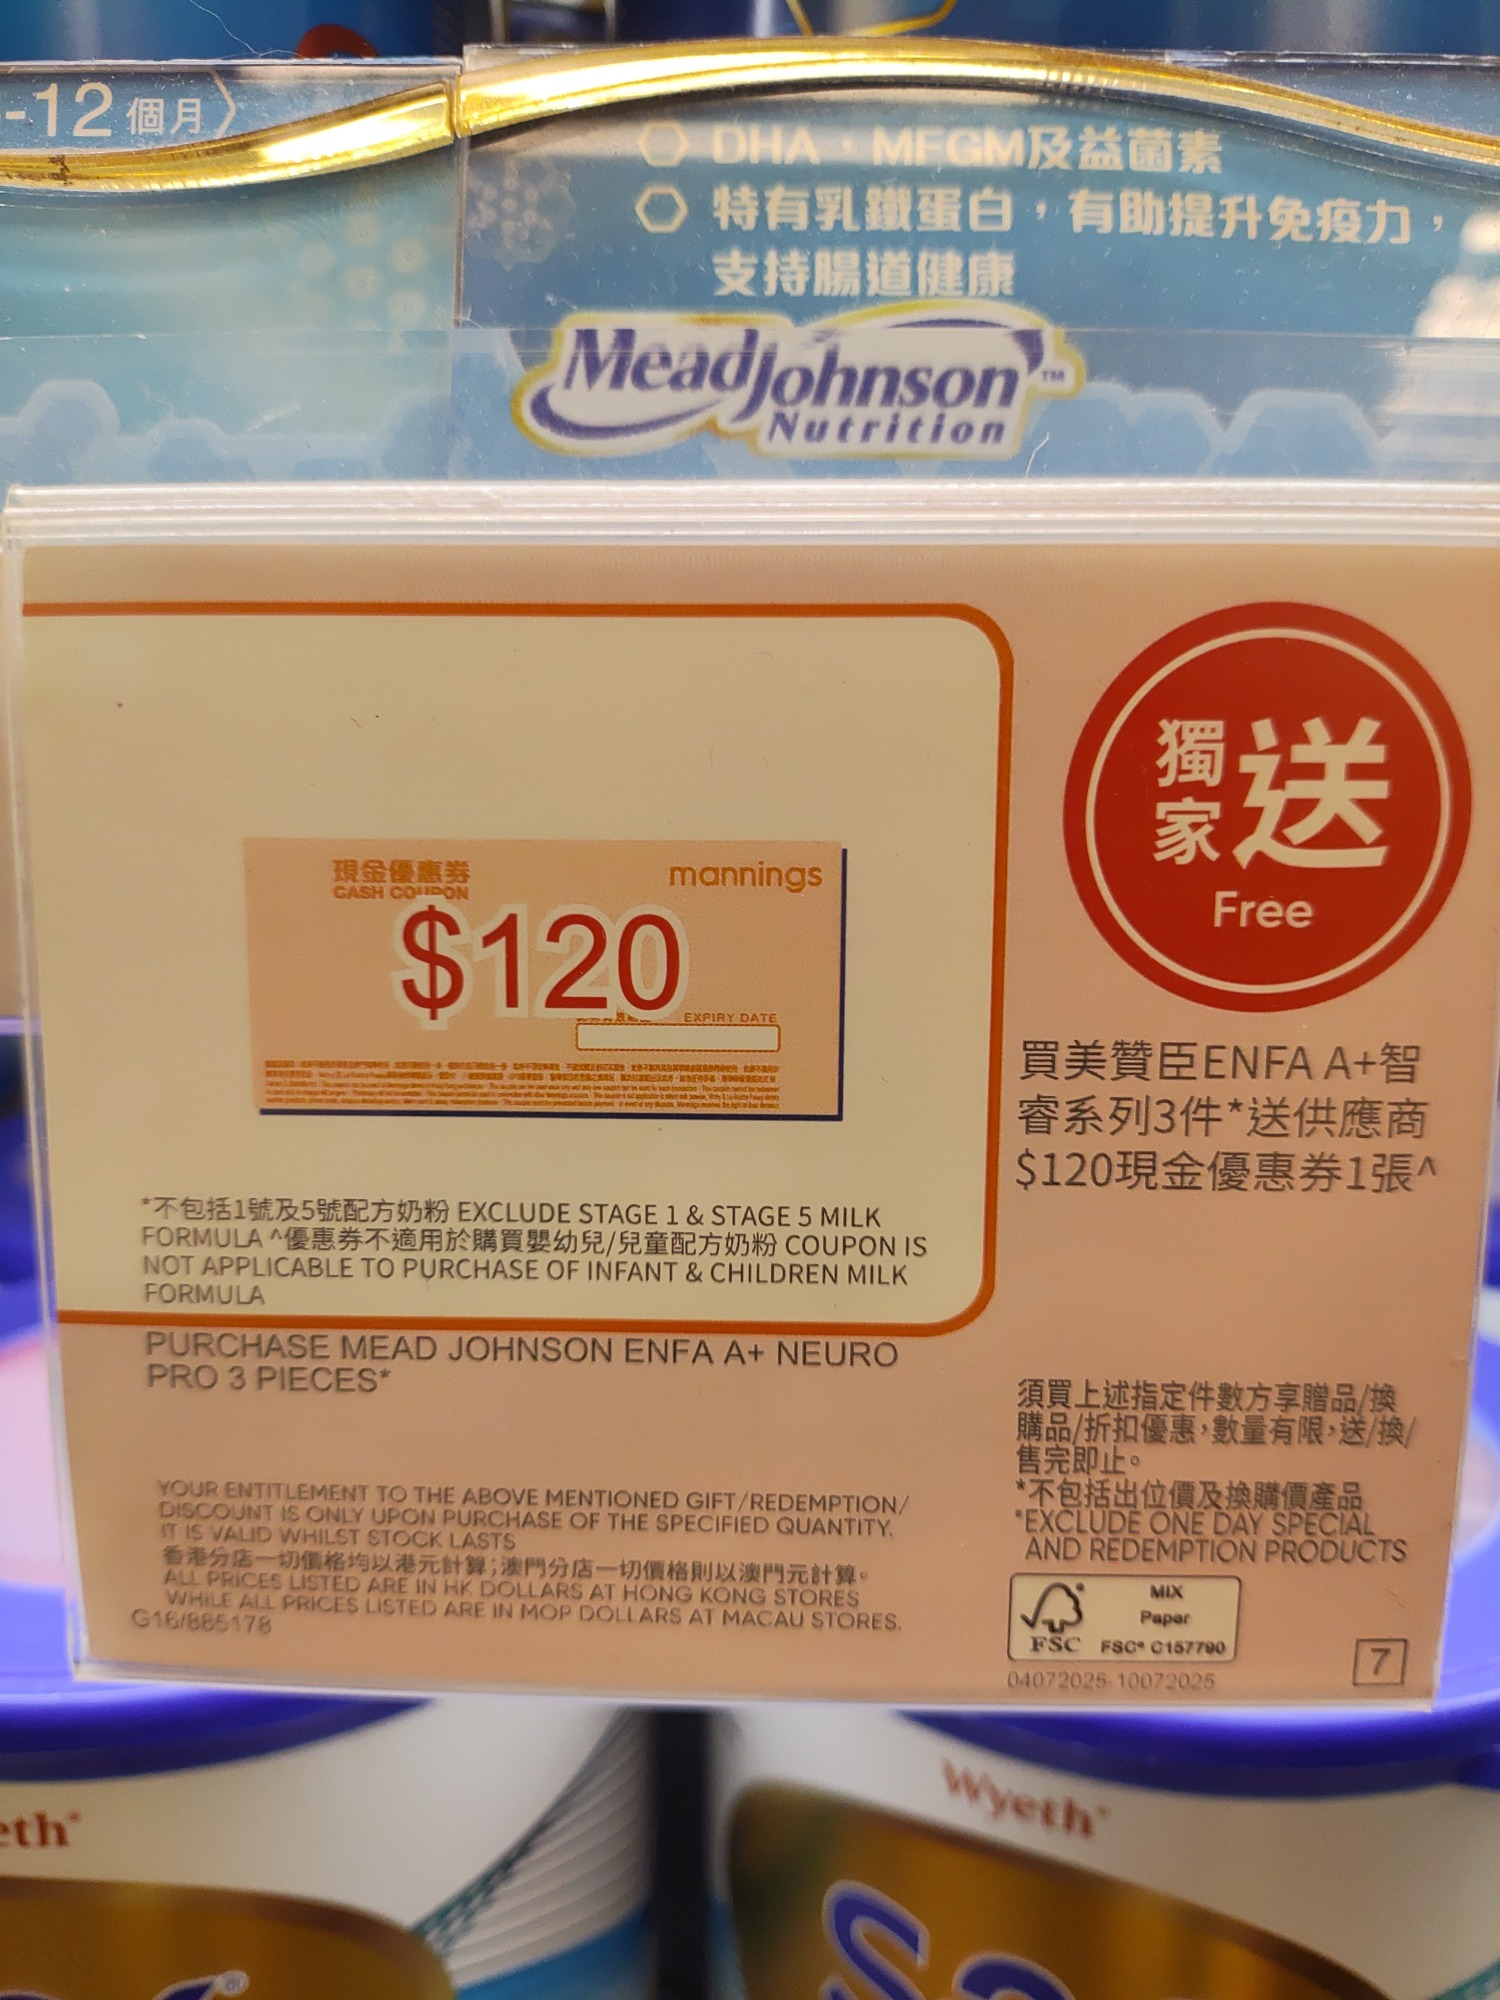 -12個月〉
DHA，MFGM及益菌素
特有乳鐵蛋白，有助提升免疫力，
支持腸道健康
MeadJohnson™
Nutrition
獨家送
Free
現金優惠券 mannings
CASH COUPON
$120
EXPIRY DATE
買美贊臣ENFA A+智
睿系列3件*送供應商
$120現金優惠券1張^
*不包括1號及5號配方奶粉 EXCLUDE STAGE 1 & STAGE 5 MILK
FORMULA ^優惠券不適用於購買嬰幼兒/兒童配方奶粉 COUPON IS
NOT APPLICABLE TO PURCHASE OF INFANT & CHILDREN MILK
FORMULA
PURCHASE MEAD JOHNSON ENFA A+ NEURO
PRO 3 PIECES*
須買上述指定件數方享贈品/換
購品/折扣優惠，數量有限，送/換/
售完即止。
*不包括出位價及換購價產品
*EXCLUDE ONE DAY SPECIAL
AND REDEMPTION PRODUCTS
YOUR ENTITLEMENT TO THE ABOVE MENTIONED GIFT/REDEMPTION/
DISCOUNT IS ONLY UPON PURCHASE OF THE SPECIFIED QUANTITY.
IT IS VALID WHILST STOCK LASTS
香港分店一切價格均以港元計算；澳門分店一切價格則以澳門元計算。
ALL PRICES LISTED ARE IN HK DOLLARS AT HONG KONG STORES
WHILE ALL PRICES LISTED ARE IN MOP DOLLARS AT MACAU STORES.
G16/885178
FSC
MIX
Paper
FSC® C157790
04072025-10072025
7
eth®
Wyeth®